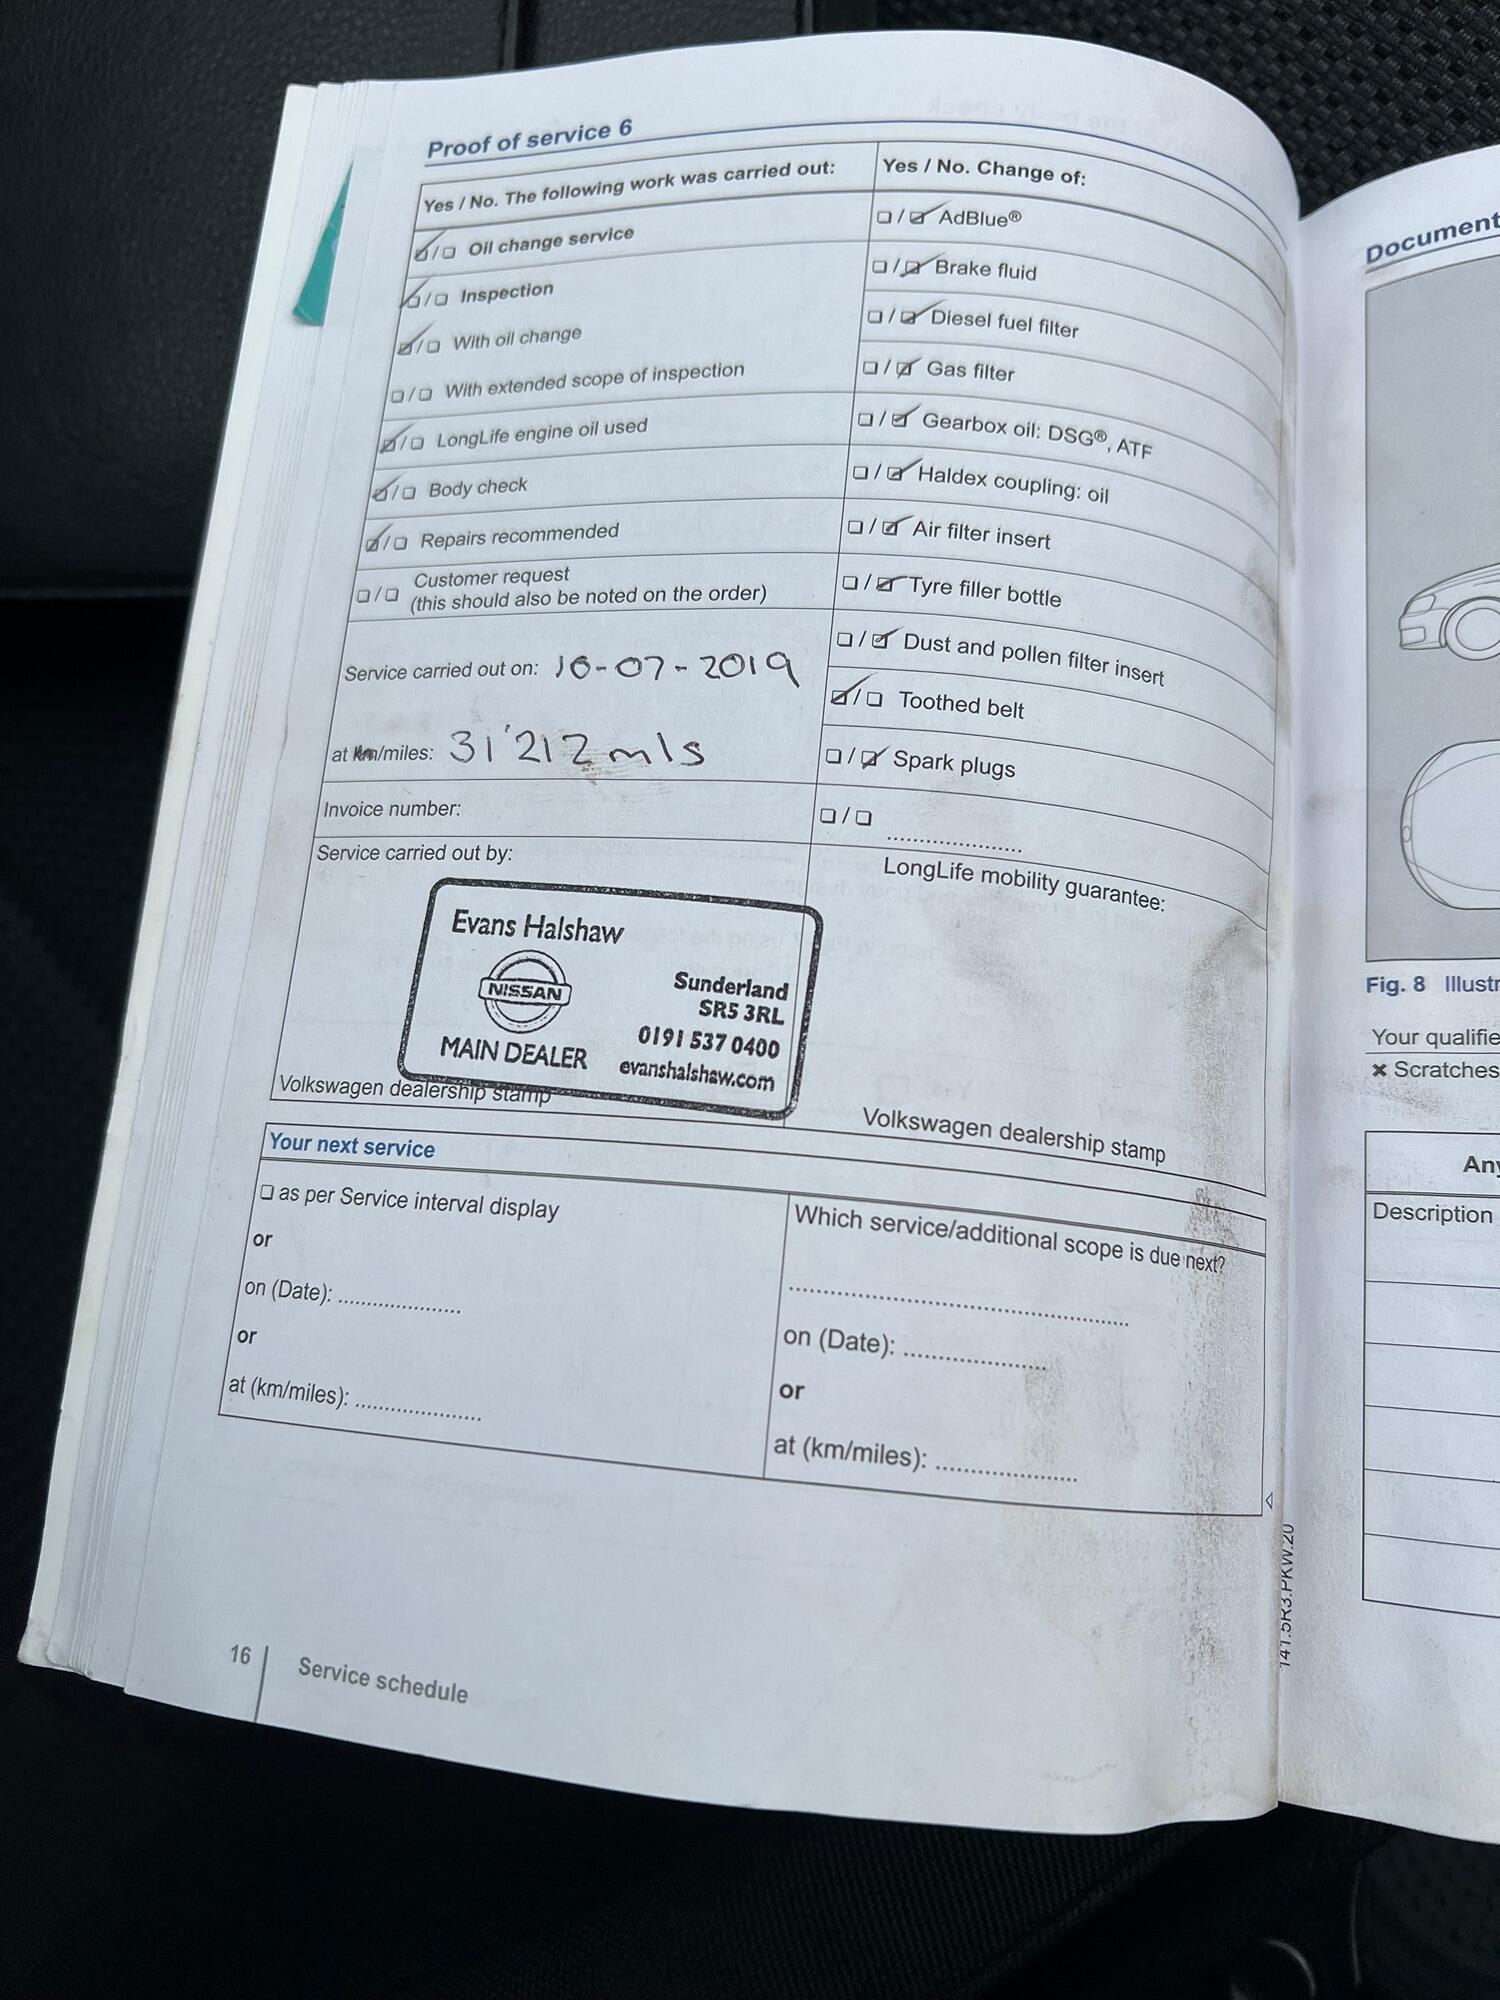 Proof of service 6
Yes / No. The following work was carried out:
❏/❏ Oil change service
❏/❏ Inspection
❏/❏ With oil change
❏/❏ With extended scope of inspection
❏/❏ LongLife engine oil used
❏/❏ Body check
❏/❏ Repairs recommended
❏/❏ Customer request
(this should also be noted on the order)
Service carried out on: 16-07-2019
at km/miles: 31'212 mls
Invoice number:
Service carried out by:
Evans Halshaw
NISSAN
MAIN DEALER
Sunderland
SR5 3RL
0191 537 0400
evanshalshaw.com
Volkswagen dealership stamp
Yes / No. Change of:
❏/❏ AdBlue®
❏/❏ Brake fluid
❏/❏ Diesel fuel filter
❏/❏ Gas filter
❏/❏ Gearbox oil: DSG®, ATF
❏/❏ Haldex coupling: oil
❏/❏ Air filter insert
❏/❏ Tyre filler bottle
❏/❏ Dust and pollen filter insert
❏/❏ Toothed belt
❏/❏ Spark plugs
❏/❏ ......................
LongLife mobility guarantee:
Volkswagen dealership stamp
Your next service
❏ as per Service interval display
or
on (Date): ......................
or
at (km/miles): ......................
Which service/additional scope is due next?
......................................................
on (Date): ......................
or
at (km/miles): ......................
141.5R3.PKW.20
16 Service schedule
Document
Fig. 8 Illustr
Your qualifie
× Scratches
Any
Description